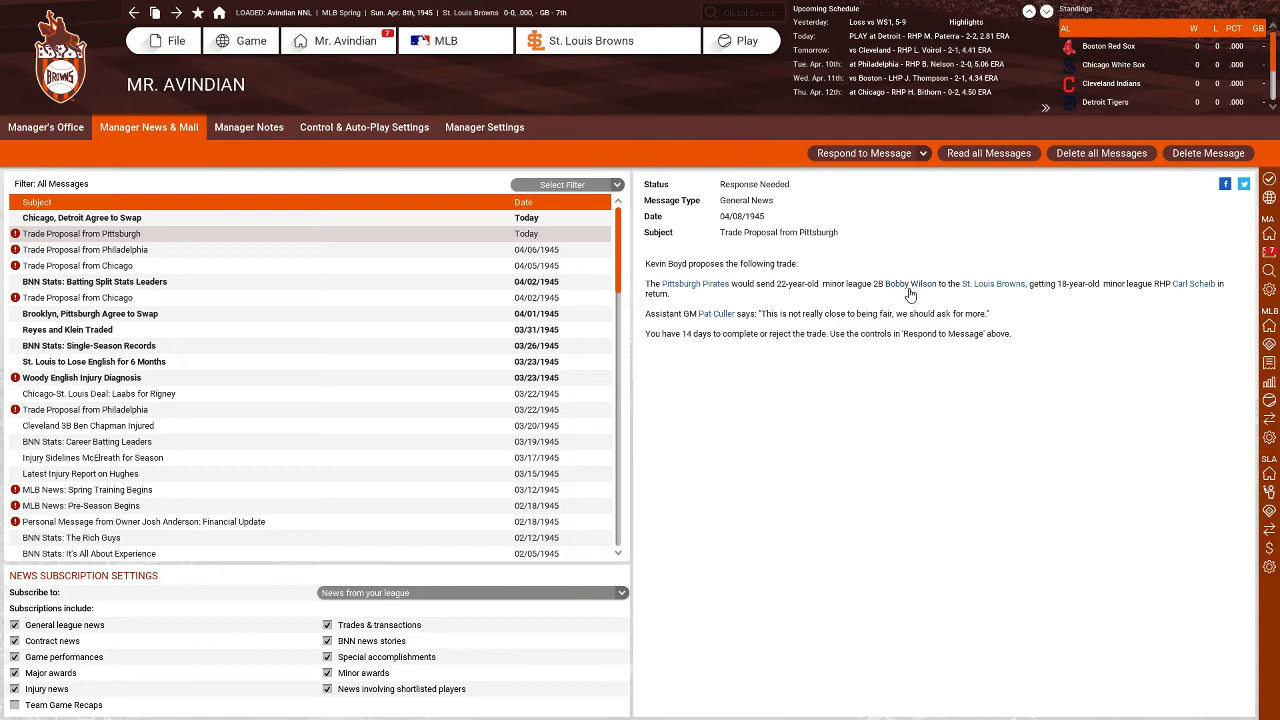 LOADED: Avindian NNL | MLB Spring | Sun. Apr. 8th, 1945 | St. Louis Browns | 0-0, .000, - GB - 7th
Global Search
File
Game
Mr. Avindian 7
MLB
St. Louis Browns
Play
BROWNS
MR. AVINDIAN
Upcoming Schedule
Yesterday: Loss vs WS1, 5-9 Highlights
Today: PLAY at Detroit - RHP M. Paterra - 2-2, 2.81 ERA
Tomorrow: vs Cleveland - RHP L. Voirol - 2-1, 4.41 ERA
Tue. Apr. 10th: at Philadelphia - RHP B. Nelson - 2-0, 5.06 ERA
Wed. Apr. 11th: vs Boston - LHP J. Thompson - 2-1, 4.34 ERA
Thu. Apr. 12th: at Chicago - RHP H. Bithorn - 0-2, 4.50 ERA
Standings
AL W L PCT GB
Boston Red Sox 0 0 .000 -
Chicago White Sox 0 0 .000 -
Cleveland Indians 0 0 .000 -
Detroit Tigers 0 0 .000 -
Manager's Office
Manager News & Mail
Manager Notes
Control & Auto-Play Settings
Manager Settings
Respond to Message
Read all Messages
Delete all Messages
Delete Message
Filter: All Messages
Select Filter
Subject Date
Chicago, Detroit Agree to Swap Today
Trade Proposal from Pittsburgh Today
Trade Proposal from Philadelphia 04/06/1945
Trade Proposal from Chicago 04/05/1945
BNN Stats: Batting Split Stats Leaders 04/02/1945
Trade Proposal from Chicago 04/02/1945
Brooklyn, Pittsburgh Agree to Swap 04/01/1945
Reyes and Klein Traded 03/31/1945
BNN Stats: Single-Season Records 03/26/1945
St. Louis to Lose English for 6 Months 03/23/1945
Woody English Injury Diagnosis 03/23/1945
Chicago-St. Louis Deal: Laabs for Rigney 03/22/1945
Trade Proposal from Philadelphia 03/22/1945
Cleveland 3B Ben Chapman Injured 03/20/1945
BNN Stats: Career Batting Leaders 03/19/1945
Injury Sidelines McElreath for Season 03/17/1945
Latest Injury Report on Hughes 03/15/1945
MLB News: Spring Training Begins 03/12/1945
MLB News: Pre-Season Begins 02/18/1945
Personal Message from Owner Josh Anderson: Financial Update 02/18/1945
BNN Stats: The Rich Guys 02/12/1945
BNN Stats: It's All About Experience 02/05/1945
NEWS SUBSCRIPTION SETTINGS
Subscribe to: News from your league
Subscriptions include:
General league news Trades & transactions
Contract news BNN news stories
Game performances Special accomplishments
Major awards Minor awards
Injury news News involving shortlisted players
Team Game Recaps
Status Response Needed
Message Type General News
Date 04/08/1945
Subject Trade Proposal from Pittsburgh
Kevin Boyd proposes the following trade:
The Pittsburgh Pirates would send 22-year-old minor league 2B Bobby Wilson to the St. Louis Browns, getting 18-year-old minor league RHP Carl Scheib in
return.
Assistant GM Pat Culler says: "This is not really close to being fair, we should ask for more."
You have 14 days to complete or reject the trade. Use the controls in 'Respond to Message' above.
MA
7
MLB
SLA